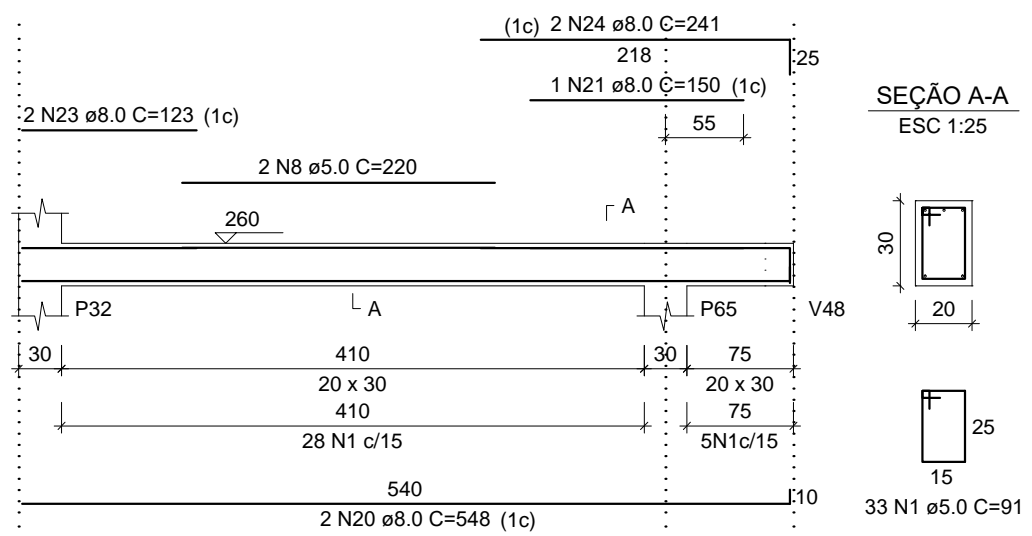 (1c) 2 N24 ø8.0 C=241
218
25
1 N21 ø8.0 C=150 (1c)
SEÇÃO A-A
2 N23 ø8.0 C=123 (1c)
55
ESC 1:25
2 N8 ø5.0 C=220
A
260
30
A
P32
P65
V48
20
30
410
30
75
20 x 30
20 x 30
410
75
28 N1 c/15
5N1c/15
25
15
540
10
33 N1 ø5.0 C=91
2 N20 ø8.0 C=548 (1c)